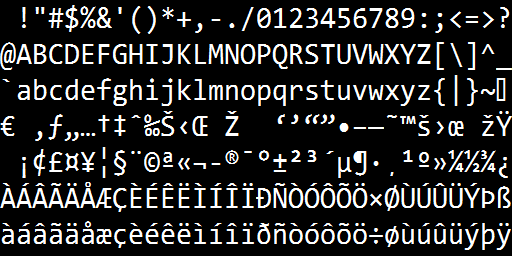 !"#$%&'()*+,-./0123456789:;<=>?
@ABCDEFGHIJKLMNOPQRSTUVWXYZ[\]^_
`abcdefghijklmnopqrstuvwxyz{|}~▯
€ ‚ƒ„…†‡ˆ‰Š‹Œ Ž  ‘’“”•–—˜™š›œ žŸ
¡¢£¤¥¦§¨©ª«¬-®¯°±²³´µ¶·¸¹º»¼½¾¿
ÀÁÂÃÄÅÆÇÈÉÊËÌÍÎÏÐÑÒÓÔÕÖ×ØÙÚÛÜÝÞß
àáâãäåæçèéêëìíîïðñòóôõö÷øùúûüýþÿ